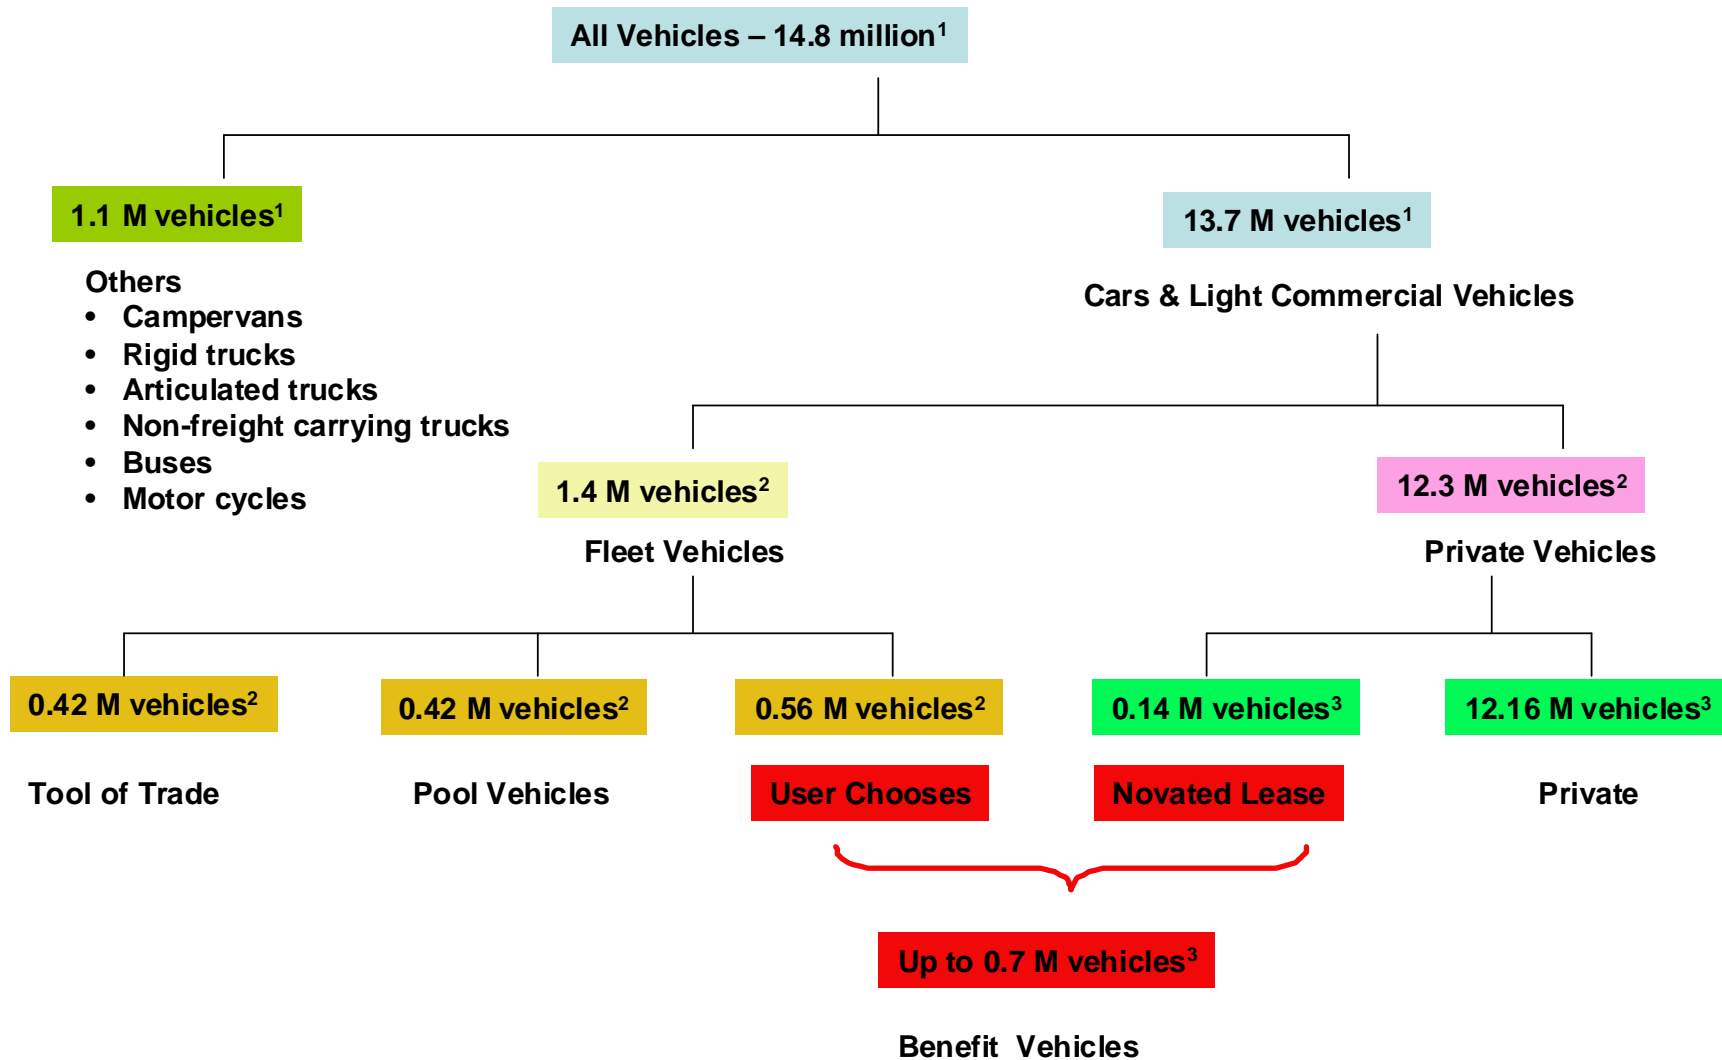 All Vehicles – 14.8 million¹
1.1 M vehicles¹
13.7 M vehicles¹
Others
• Campervans
• Rigid trucks
• Articulated trucks
• Non-freight carrying trucks
• Buses
• Motor cycles
Cars & Light Commercial Vehicles
1.4 M vehicles²
12.3 M vehicles²
Fleet Vehicles
Private Vehicles
0.42 M vehicles²
0.42 M vehicles²
0.56 M vehicles²
0.14 M vehicles³
12.16 M vehicles³
Tool of Trade
Pool Vehicles
User Chooses
Novated Lease
Private
Up to 0.7 M vehicles³
Benefit Vehicles